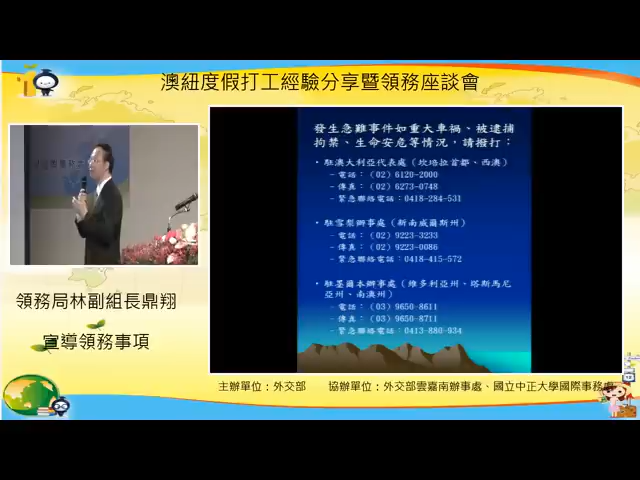 澳紐度假打工經驗分享暨領務座談會
發生急難事件如重大車禍、被逮捕
拘禁、生命安危等情況，請撥打：
・駐澳大利亞代表處（坎培拉首都、西澳）
－電話：（02）6120-2000
－傳真：（02）6273-0748
－緊急聯絡電話：0418-284-531
・駐雪梨辦事處（新南威爾斯州）
－電話：（02）9223-3233
－傳真：（02）9223-0086
－緊急聯絡電話：0418-415-572
・駐墨爾本辦事處（維多利亞州、塔斯馬尼
亞州、南澳州）
－電話：（03）9650-8611
－傳真：（03）9650-8711
－緊急聯絡電話：0413-880-934
領務局林副組長鼎翔
宣導領務事項
主辦單位：外交部 協辦單位：外交部雲嘉南辦事處、國立中正大學國際事務處